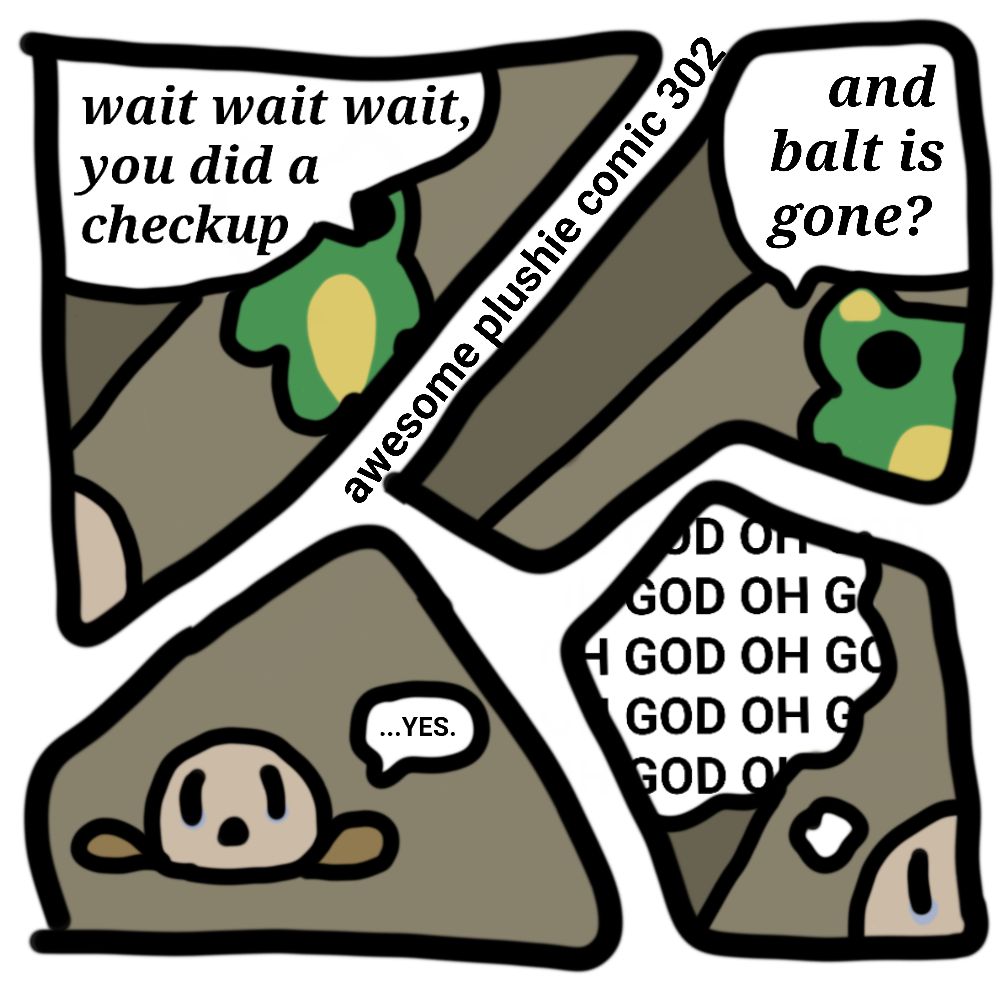 wait wait wait,
you did a
checkup
awesome plushie comic 302
and
balt is
gone?
...YES.
OH
GOD OH
GOD OH
GOD OH
GOD